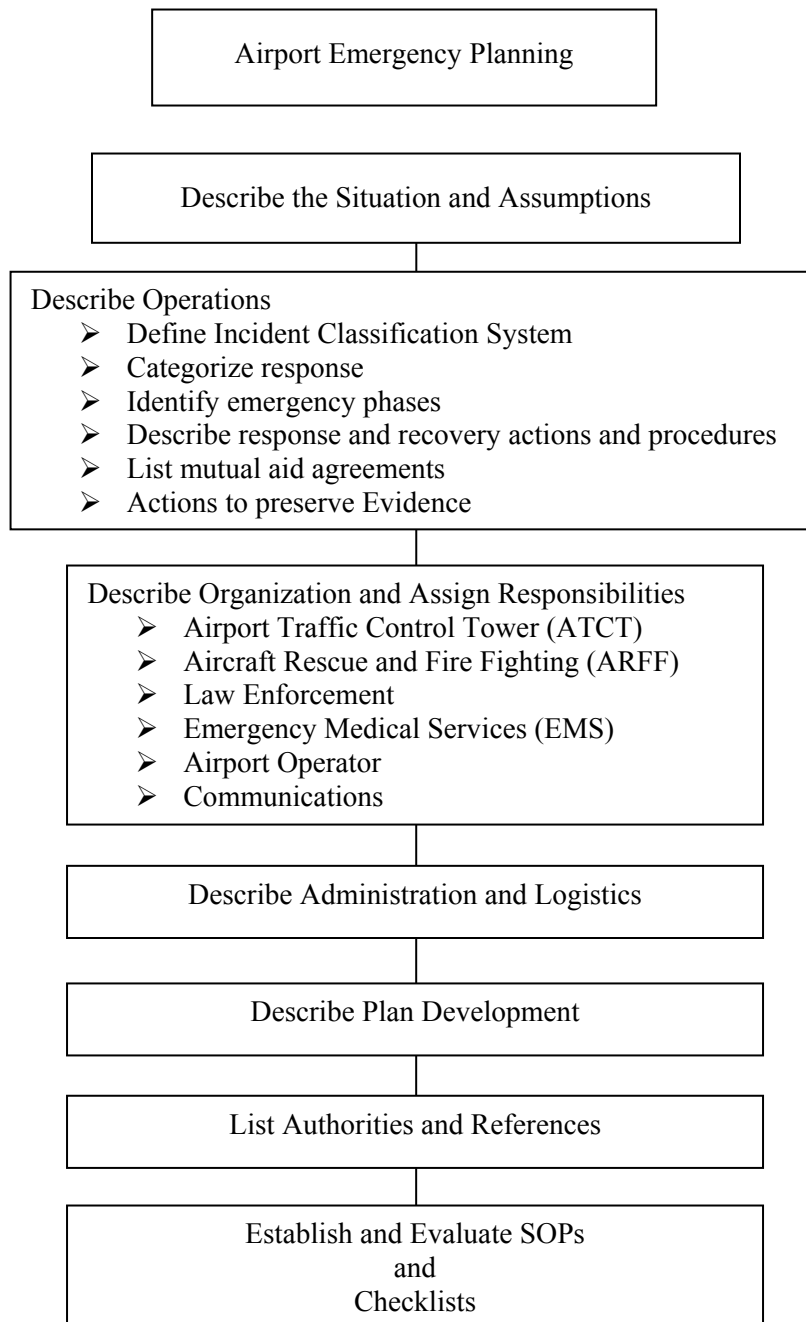 Airport Emergency Planning
Describe the Situation and Assumptions
Describe Operations
➢ Define Incident Classification System
➢ Categorize response
➢ Identify emergency phases
➢ Describe response and recovery actions and procedures
➢ List mutual aid agreements
➢ Actions to preserve Evidence
Describe Organization and Assign Responsibilities
➢ Airport Traffic Control Tower (ATCT)
➢ Aircraft Rescue and Fire Fighting (ARFF)
➢ Law Enforcement
➢ Emergency Medical Services (EMS)
➢ Airport Operator
➢ Communications
Describe Administration and Logistics
Describe Plan Development
List Authorities and References
Establish and Evaluate SOPs
and
Checklists